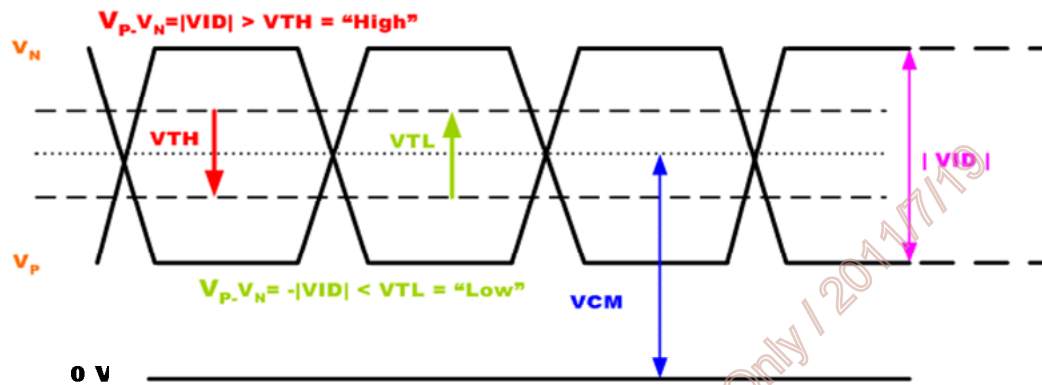 VP-VN=|VID| > VTH = “High”
VN
VTH
VTL
| VID |
VP
VP-VN= -|VID| < VTL = “Low”
VCM
0 V
Only / 2011/7/19